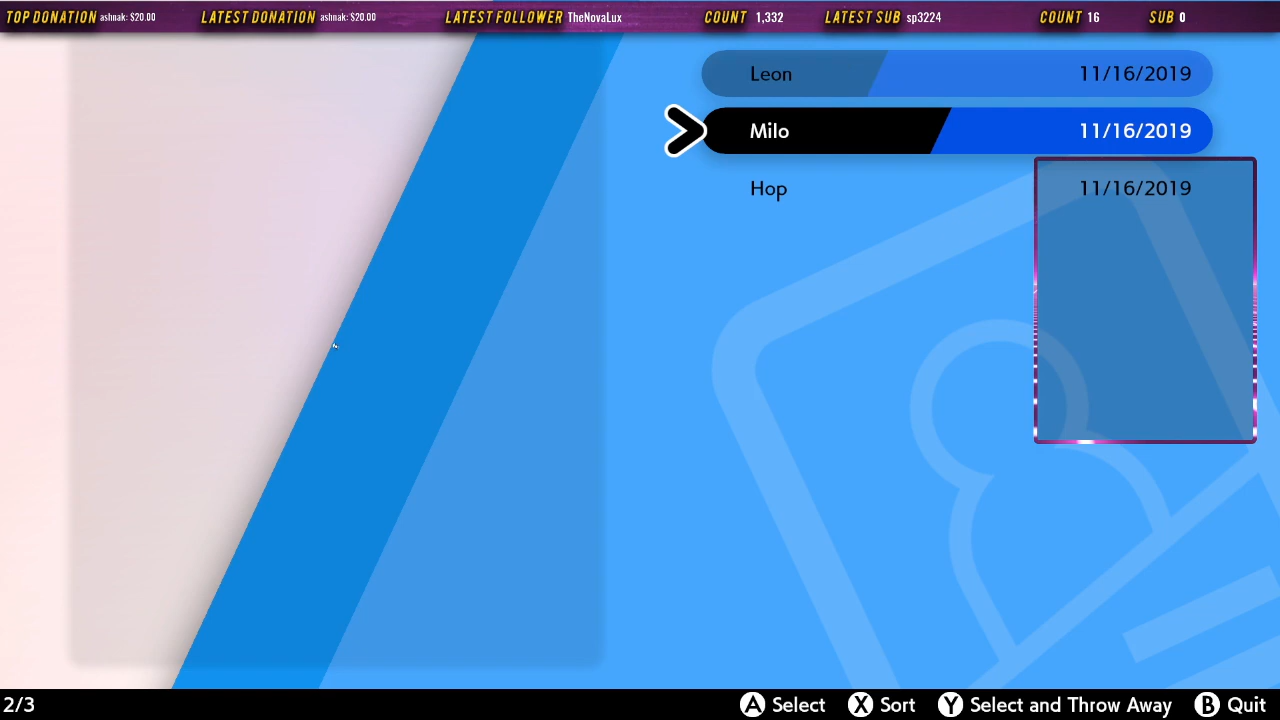 TOP DONATION ashnak: $20.00 LATEST DONATION ashnak: $20.00 LATEST FOLLOWER TheNovaLux COUNT 1,332 LATEST SUB sp3224 COUNT 16 SUB 0
Leon 11/16/2019
Milo 11/16/2019
Hop 11/16/2019
2/3 A Select X Sort Y Select and Throw Away B Quit